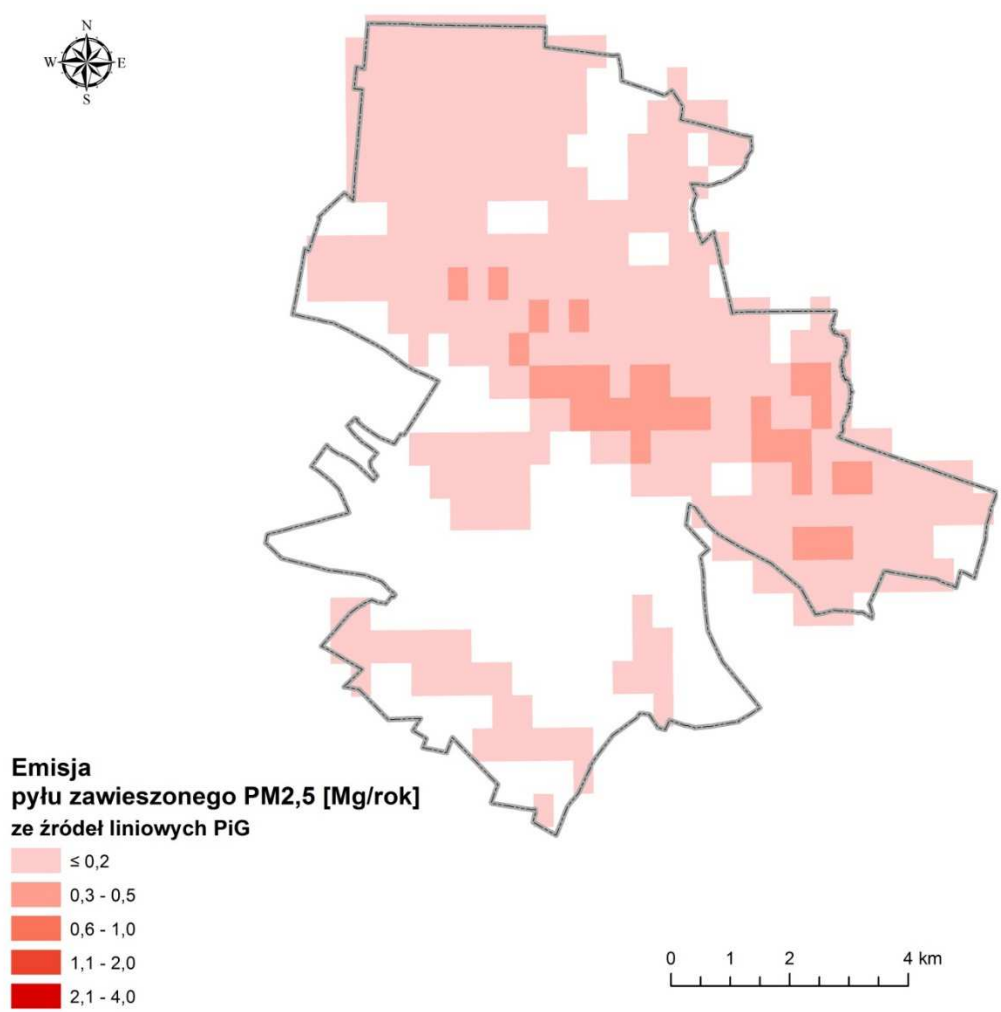 N
W E
S
Emisja
pyłu zawieszonego PM2,5 [Mg/rok]
ze źródeł liniowych PiG
≤ 0,2
0,3 - 0,5
0,6 - 1,0
1,1 - 2,0
2,1 - 4,0
0 1 2 4 km